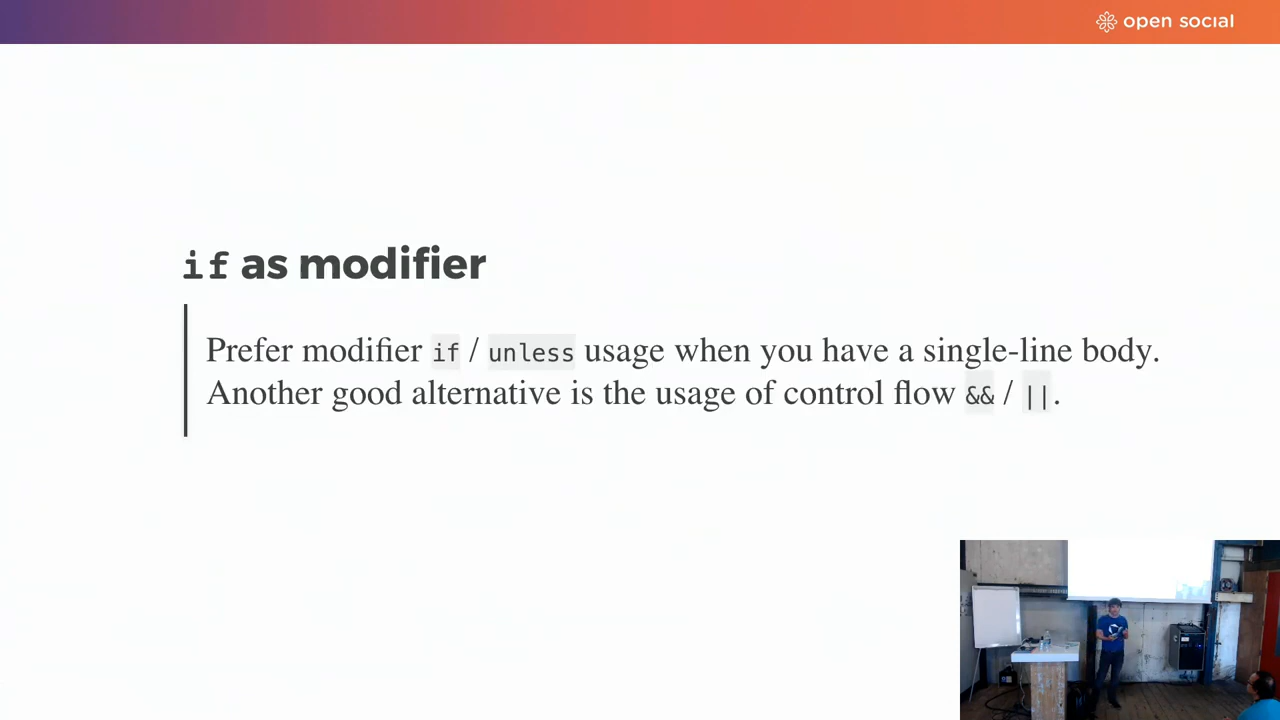 open social
if as modifier
Prefer modifier if / unless usage when you have a single-line body.
Another good alternative is the usage of control flow && / ||.